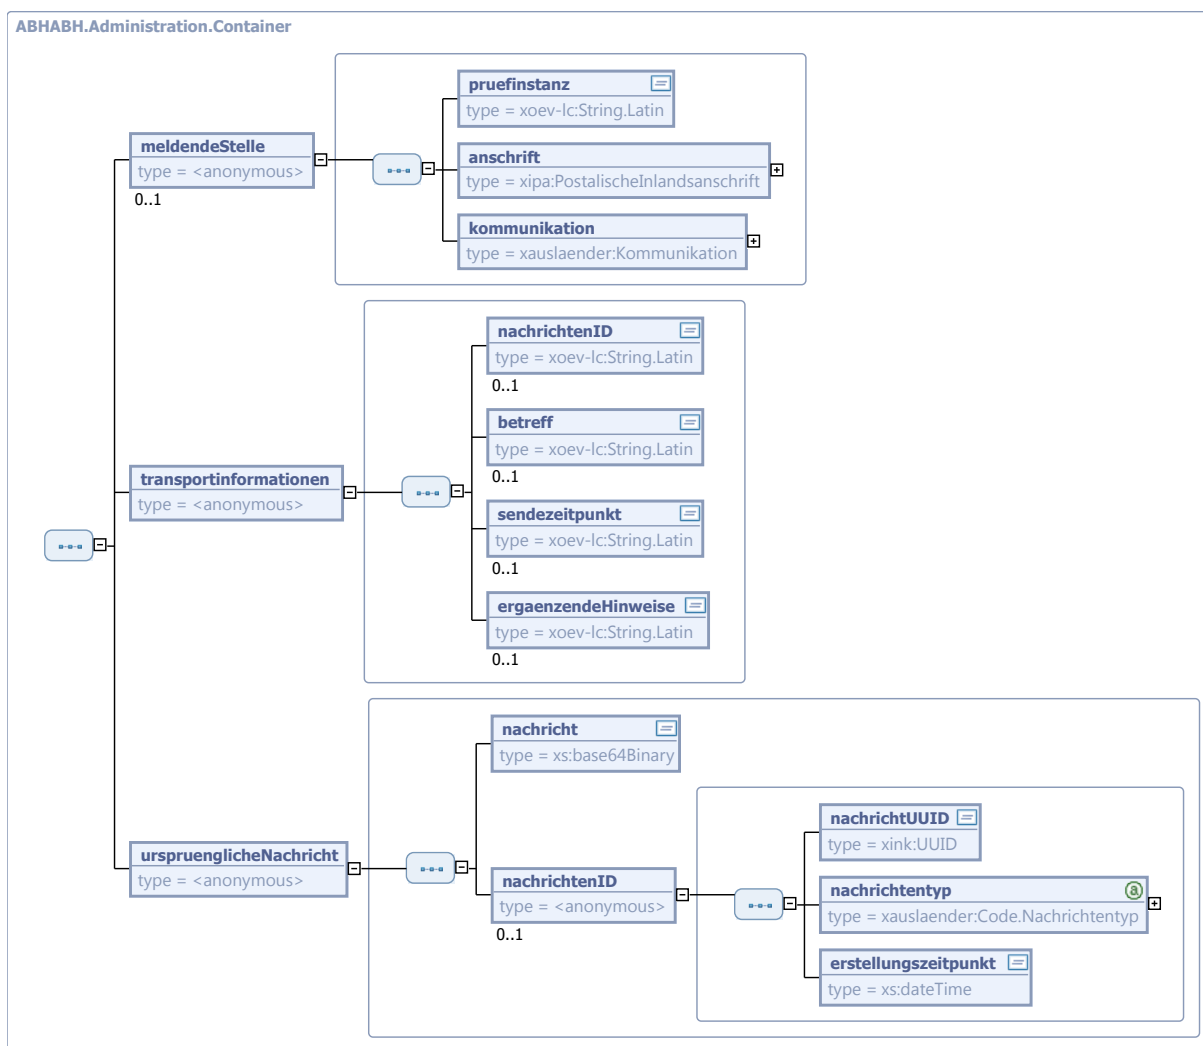 ABHABH.Administration.Container
pruefinstanz
type = xoev-lc:String.Latin
meldendeStelle
type = <anonymous>
0..1
anschrift
type = xipa:PostalischeInlandsanschrift
kommunikation
type = xauslaender:Kommunikation
nachrichtenID
type = xoev-lc:String.Latin
0..1
betreff
type = xoev-lc:String.Latin
0..1
transportinformationen
type = <anonymous>
sendezeitpunkt
type = xoev-lc:String.Latin
0..1
ergaenzendeHinweise
type = xoev-lc:String.Latin
0..1
nachricht
type = xs:base64Binary
urspruenglicheNachricht
type = <anonymous>
nachrichtenID
type = <anonymous>
0..1
nachrichtUUID
type = xink:UUID
nachrichtentyp
a
type = xauslaender:Code.Nachrichtentyp
erstellungszeitpunkt
type = xs:dateTime